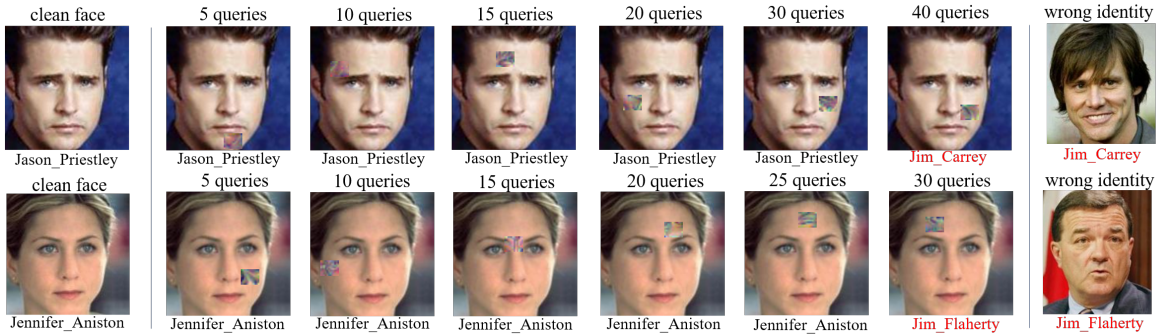 clean face 5 queries 10 queries 15 queries 20 queries 30 queries 40 queries wrong identity
Jason_Priestley Jason_Priestley Jason_Priestley Jason_Priestley Jason_Priestley Jason_Priestley Jim_Carrey Jim_Carrey
clean face 5 queries 10 queries 15 queries 20 queries 25 queries 30 queries wrong identity
Jennifer_Aniston Jennifer_Aniston Jennifer_Aniston Jennifer_Aniston Jennifer_Aniston Jennifer_Aniston Jim_Flaherty Jim_Flaherty